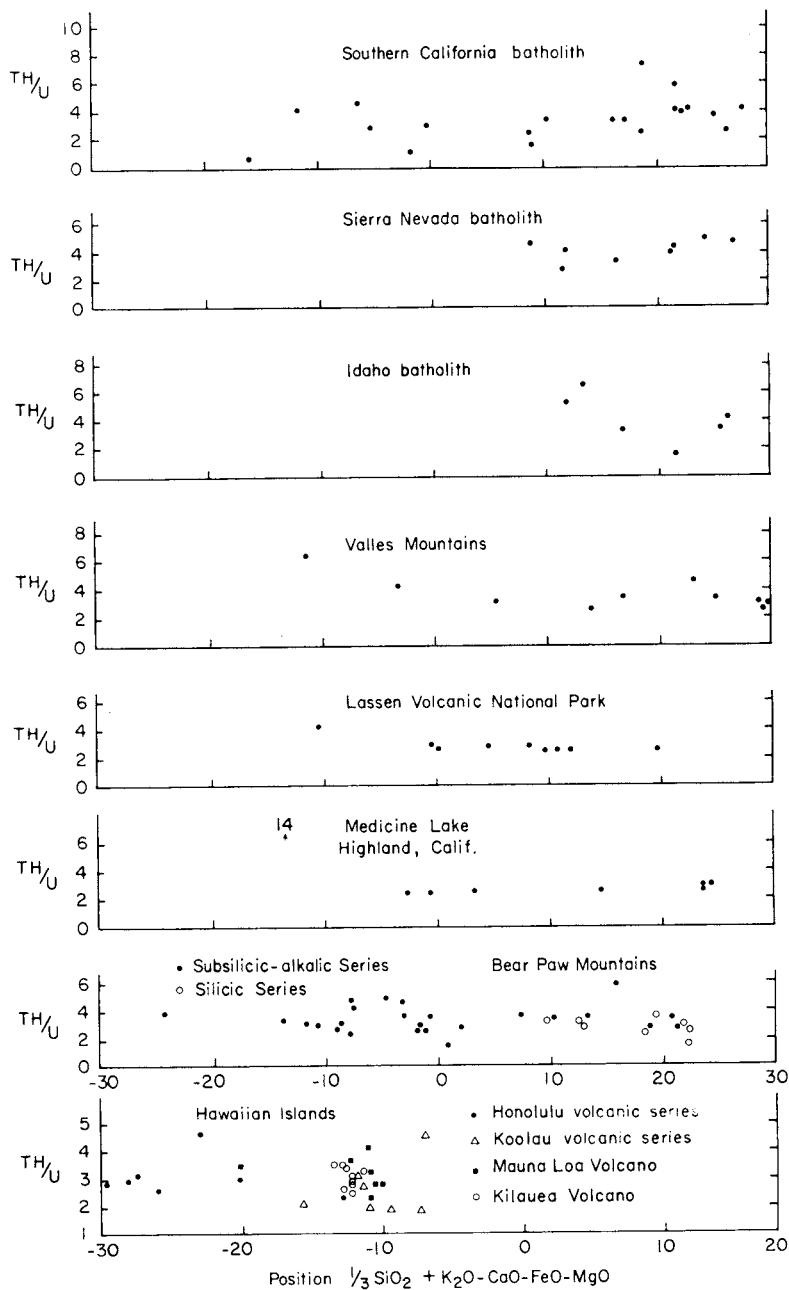 Southern California batholith
TH/U
10
8
6
4
2
0
Sierra Nevada batholith
TH/U
6
4
2
0
Idaho batholith
TH/U
8
6
4
2
0
Valles Mountains
TH/U
8
6
4
2
0
Lassen Volcanic National Park
TH/U
6
4
2
0
14
Medicine Lake
Highland, Calif.
TH/U
6
4
2
0
• Subsilicic-alkalic Series
○ Silicic Series
Bear Paw Mountains
TH/U
6
4
2
0
-30 -20 -10 0 10 20 30
Hawaiian Islands
• Honolulu volcanic series
△ Koolau volcanic series
▪ Mauna Loa Volcano
○ Kilauea Volcano
TH/U
5
4
3
2
1
-30 -20 -10 0 10 20
Position 1/3 SiO2 + K2O-CaO-FeO-MgO